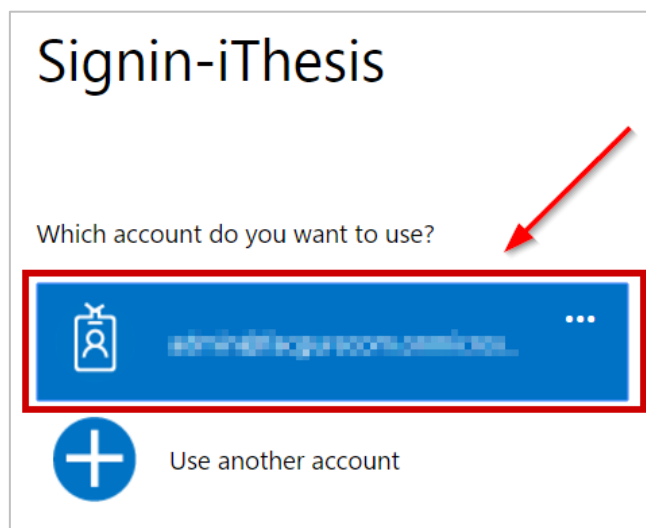 Signin-iThesis
Which account do you want to use?
Use another account